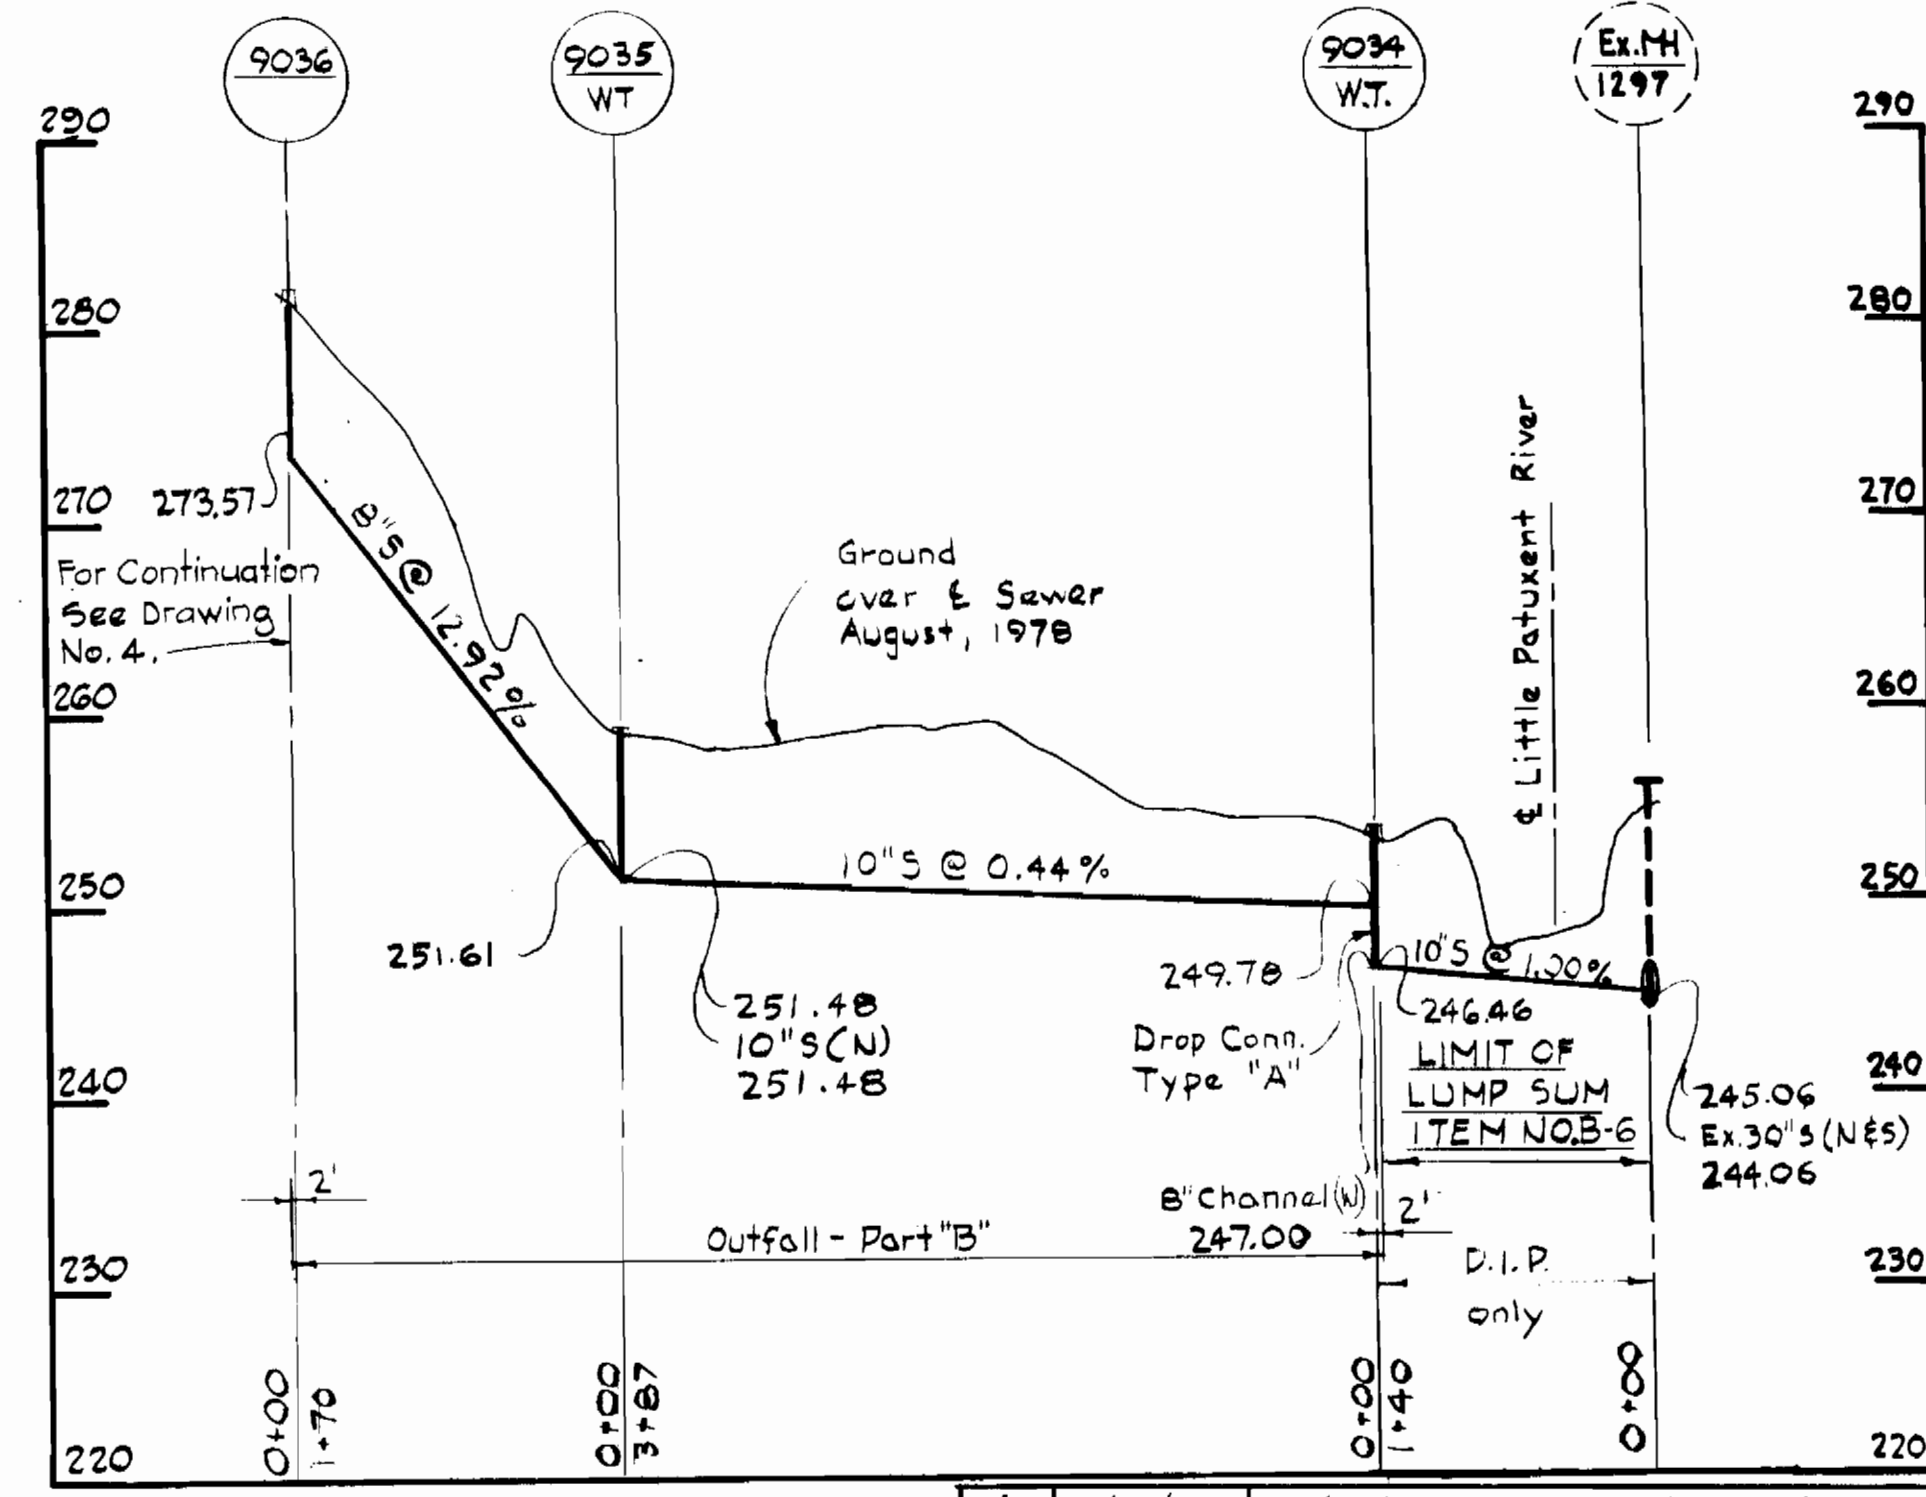 9036
9035
WT
9034
W.T.
Ex.MH
1297
290
290
280
280
270
270
260
260
250
250
240
240
230
230
220
220
273.57
For Continuation
See Drawing
No. 4.
8"S @ 12.92%
Ground
over ℄ Sewer
August, 1978
℄ Little Patuxent River
10"S @ 0.44%
251.61
251.48
10"S(N)
251.48
249.78
Drop Conn.
Type "A"
10"S @ 1.00%
246.46
LIMIT OF
LUMP SUM
ITEM NO.B-6
245.06
Ex.30"S(N&S)
244.06
2'
Outfall - Part "B"
8" Channel (W)
247.00
2'
D.I.P.
only
0+00
1+70
0+00
3+87
0+00
1+40
0+00